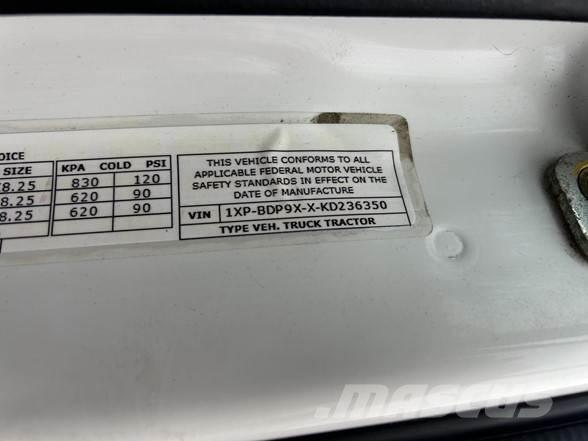 OICE
SIZE KPA COLD PSI
8.25 830 120
8.25 620 90
8.25 620 90
THIS VEHICLE CONFORMS TO ALL
APPLICABLE FEDERAL MOTOR VEHICLE
SAFETY STANDARDS IN EFFECT ON THE
DATE OF MANUFACTURE
VIN 1XP-BDP9X-X-KD236350
TYPE VEH. TRUCK TRACTOR
MASCUS